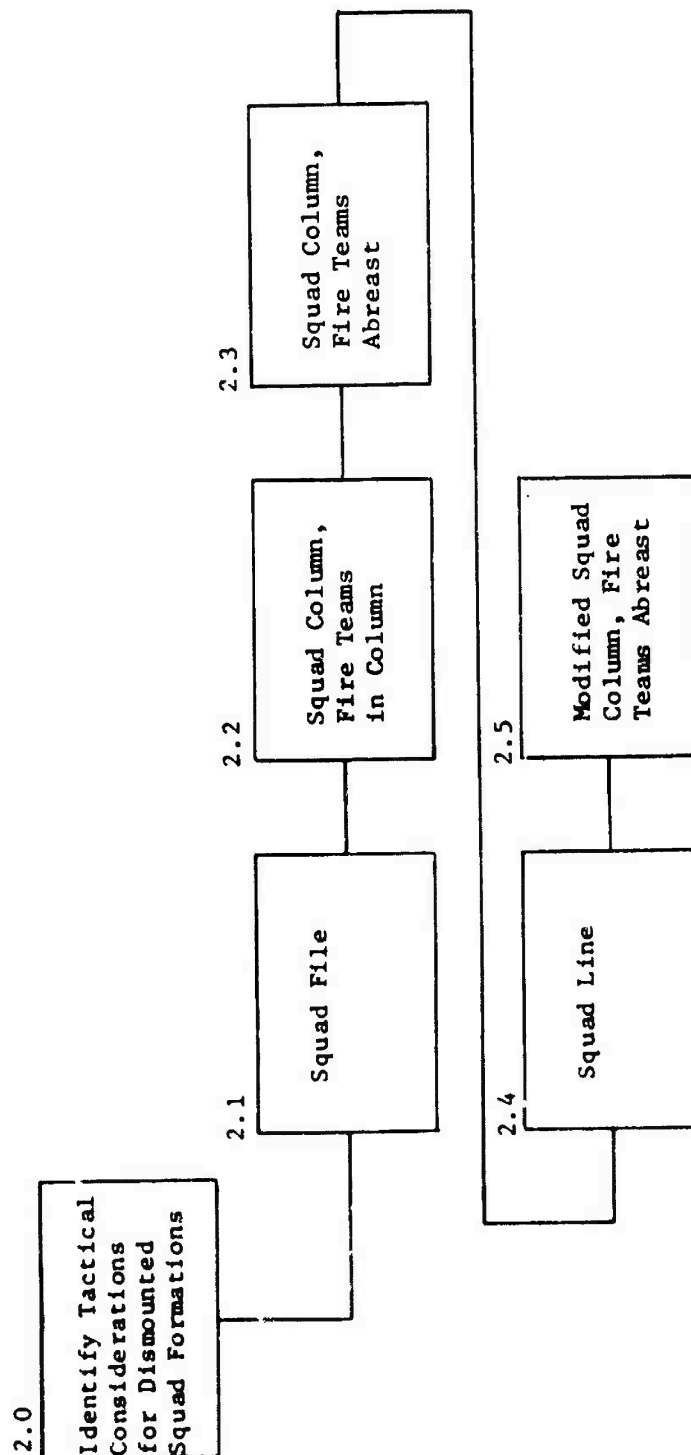 2.0
Identify Tactical
Considerations
for Dismounted
Squad Formations
2.1
Squad File
2.2
Squad Column,
Fire Teams
in Column
2.3
Squad Column,
Fire Teams
Abreast
2.4
Squad Line
2.5
Modified Squad
Column, Fire
Teams Abreast